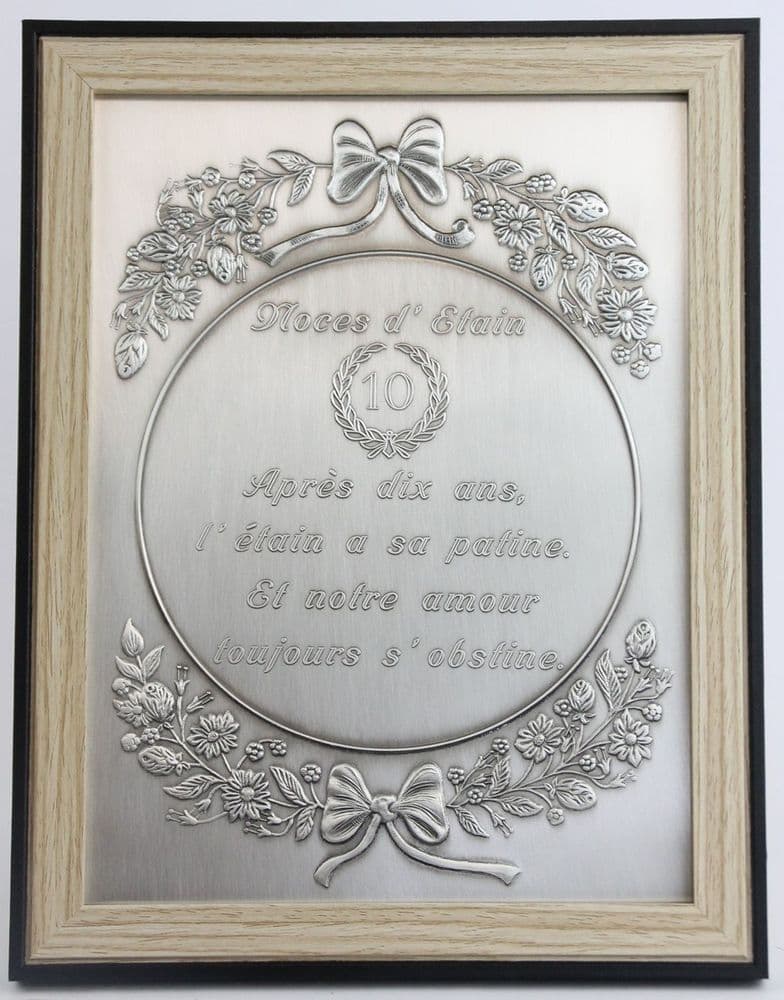 Noces d' Etain
10
Après dix ans,
l' étain a sa patine.
Et notre amour
toujours s' obstine.